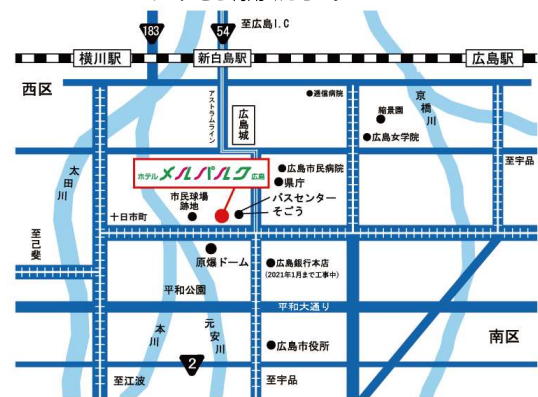 183
54
至広島I.C
横川駅
新白島駅
広島駅
西区
アストラムライン
広島城
●逓信病院
縮景園
京橋川
●広島女学院
太田川
ホテル メルパルク 広島
●広島市民病院
●県庁
至宇品
市民球場
跡地
バスセンター
そごう
十日市町
至己斐
原爆ドーム
●広島銀行本店
(2021年1月まで工事中)
平和公園
平和大通り
本川
元安川
2
●広島市役所
南区
至江波
至宇品